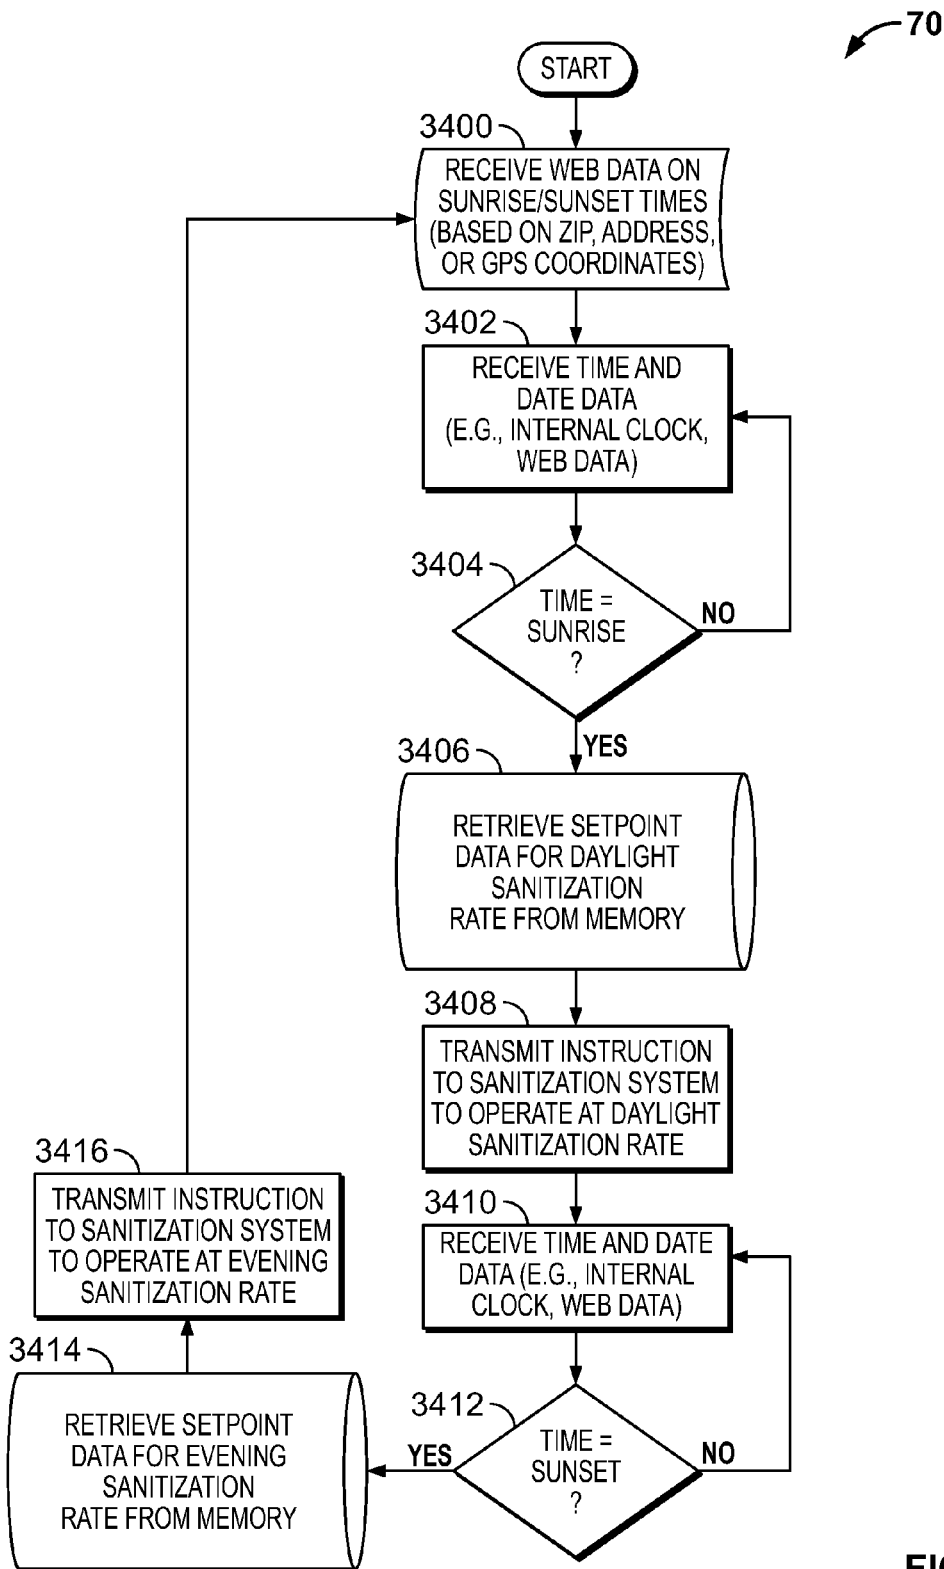 70
START
3400
RECEIVE WEB DATA ON
SUNRISE/SUNSET TIMES
(BASED ON ZIP, ADDRESS,
OR GPS COORDINATES)
3402
RECEIVE TIME AND
DATE DATA
(E.G., INTERNAL CLOCK,
WEB DATA)
3404
TIME =
SUNRISE
?
NO
YES
3406
RETRIEVE SETPOINT
DATA FOR DAYLIGHT
SANITIZATION
RATE FROM MEMORY
3408
TRANSMIT INSTRUCTION
TO SANITIZATION SYSTEM
TO OPERATE AT DAYLIGHT
SANITIZATION RATE
3410
RECEIVE TIME AND DATE
DATA (E.G., INTERNAL
CLOCK, WEB DATA)
3412
TIME =
SUNSET
?
NO
YES
3414
RETRIEVE SETPOINT
DATA FOR EVENING
SANITIZATION
RATE FROM MEMORY
3416
TRANSMIT INSTRUCTION
TO SANITIZATION SYSTEM
TO OPERATE AT EVENING
SANITIZATION RATE